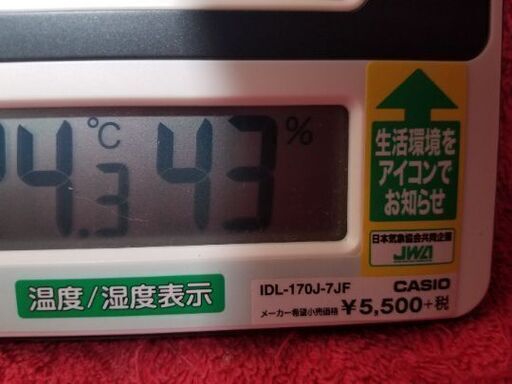 24.3 ℃ 43 %
生活環境を
アイコンで
お知らせ
日本気象協会共同企画
JWA
温度/湿度表示
IDL-170J-7JF CASIO
メーカー希望小売価格 ¥5,500+税